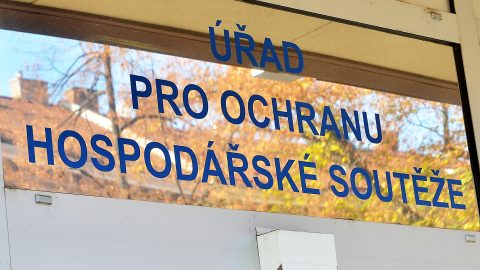 ÚŘAD
PRO OCHRANU
HOSPODÁŘSKÉ SOUTĚŽE